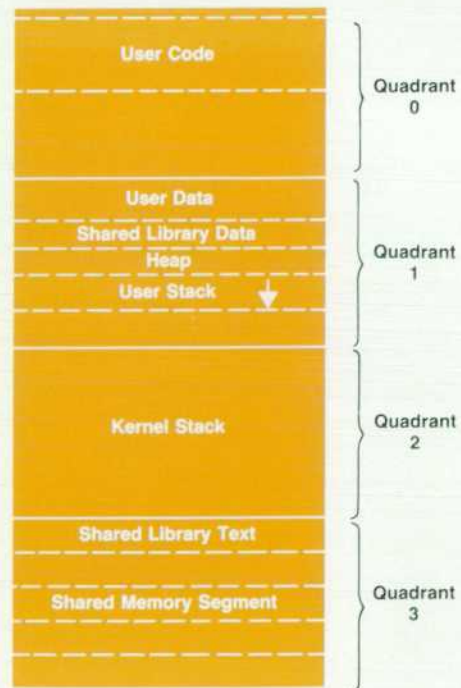 User Code
Quadrant
0
User Data
Shared Library Data
Heap
User Stack
Quadrant
1
Kernel Stack
Quadrant
2
Shared Library Text
Shared Memory Segment
Quadrant
3